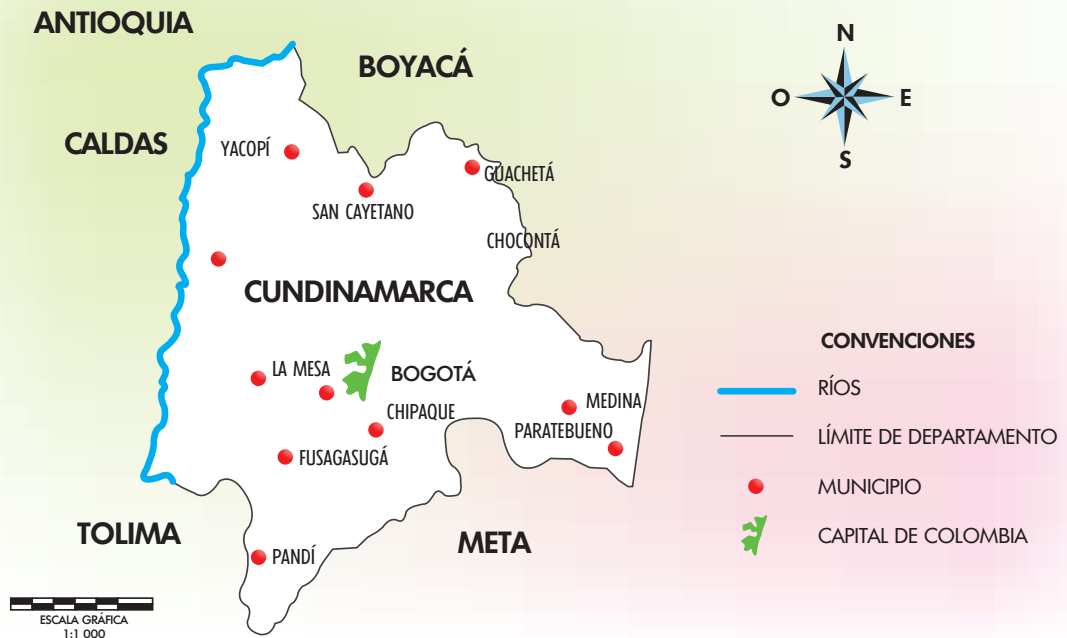 ANTIOQUIA
BOYACÁ
CALDAS
N
O
E
S
YACOPÍ
GÚACHETÁ
SAN CAYETANO
CHOCONTÁ
CUNDINAMARCA
LA MESA
BOGOTÁ
CHIPAQUE
MEDINA
PARATEBUENO
FUSAGASUGÁ
TOLIMA
META
PANDÍ
CONVENCIONES
RÍOS
LÍMITE DE DEPARTAMENTO
MUNICIPIO
CAPITAL DE COLOMBIA
ESCALA GRÁFICA
1:1 000